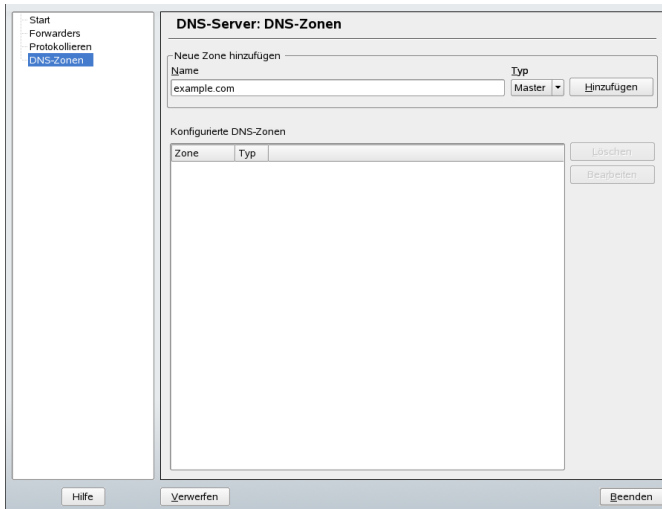 Start
Forwarders
Protokollieren
DNS-Zonen
DNS-Server: DNS-Zonen
Neue Zone hinzufügen
Name Typ
example.com Master Hinzufügen
Konfigurierte DNS-Zonen
Zone Typ Löschen
Bearbeiten
Hilfe Verwerfen Beenden